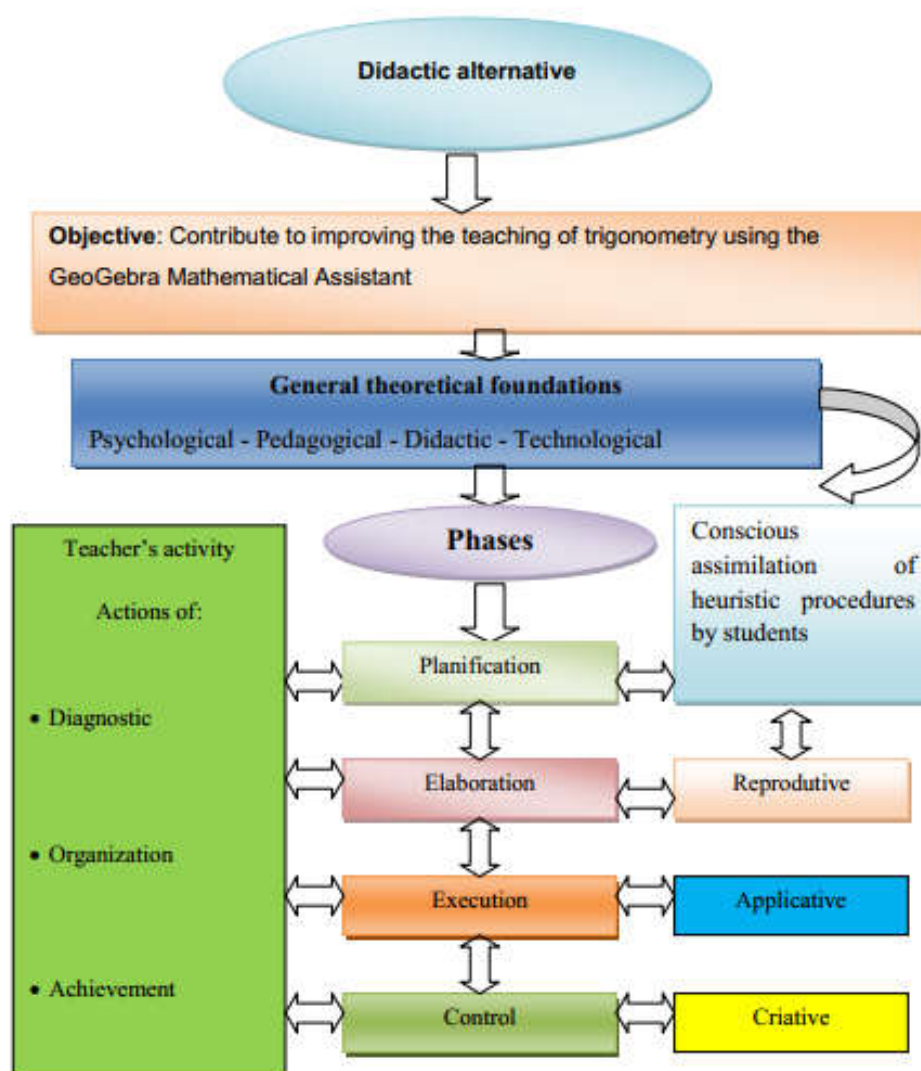 Didactic alternative
Objective: Contribute to improving the teaching of trigonometry using the
GeoGebra Mathematical Assistant
General theoretical foundations
Psychological - Pedagogical - Didactic - Technological
Phases
Teacher's activity
Actions of:
• Diagnostic
• Organization
• Achievement
Planification
Elaboration
Execution
Control
Conscious
assimilation of
heuristic procedures
by students
Reprodutive
Applicative
Criative